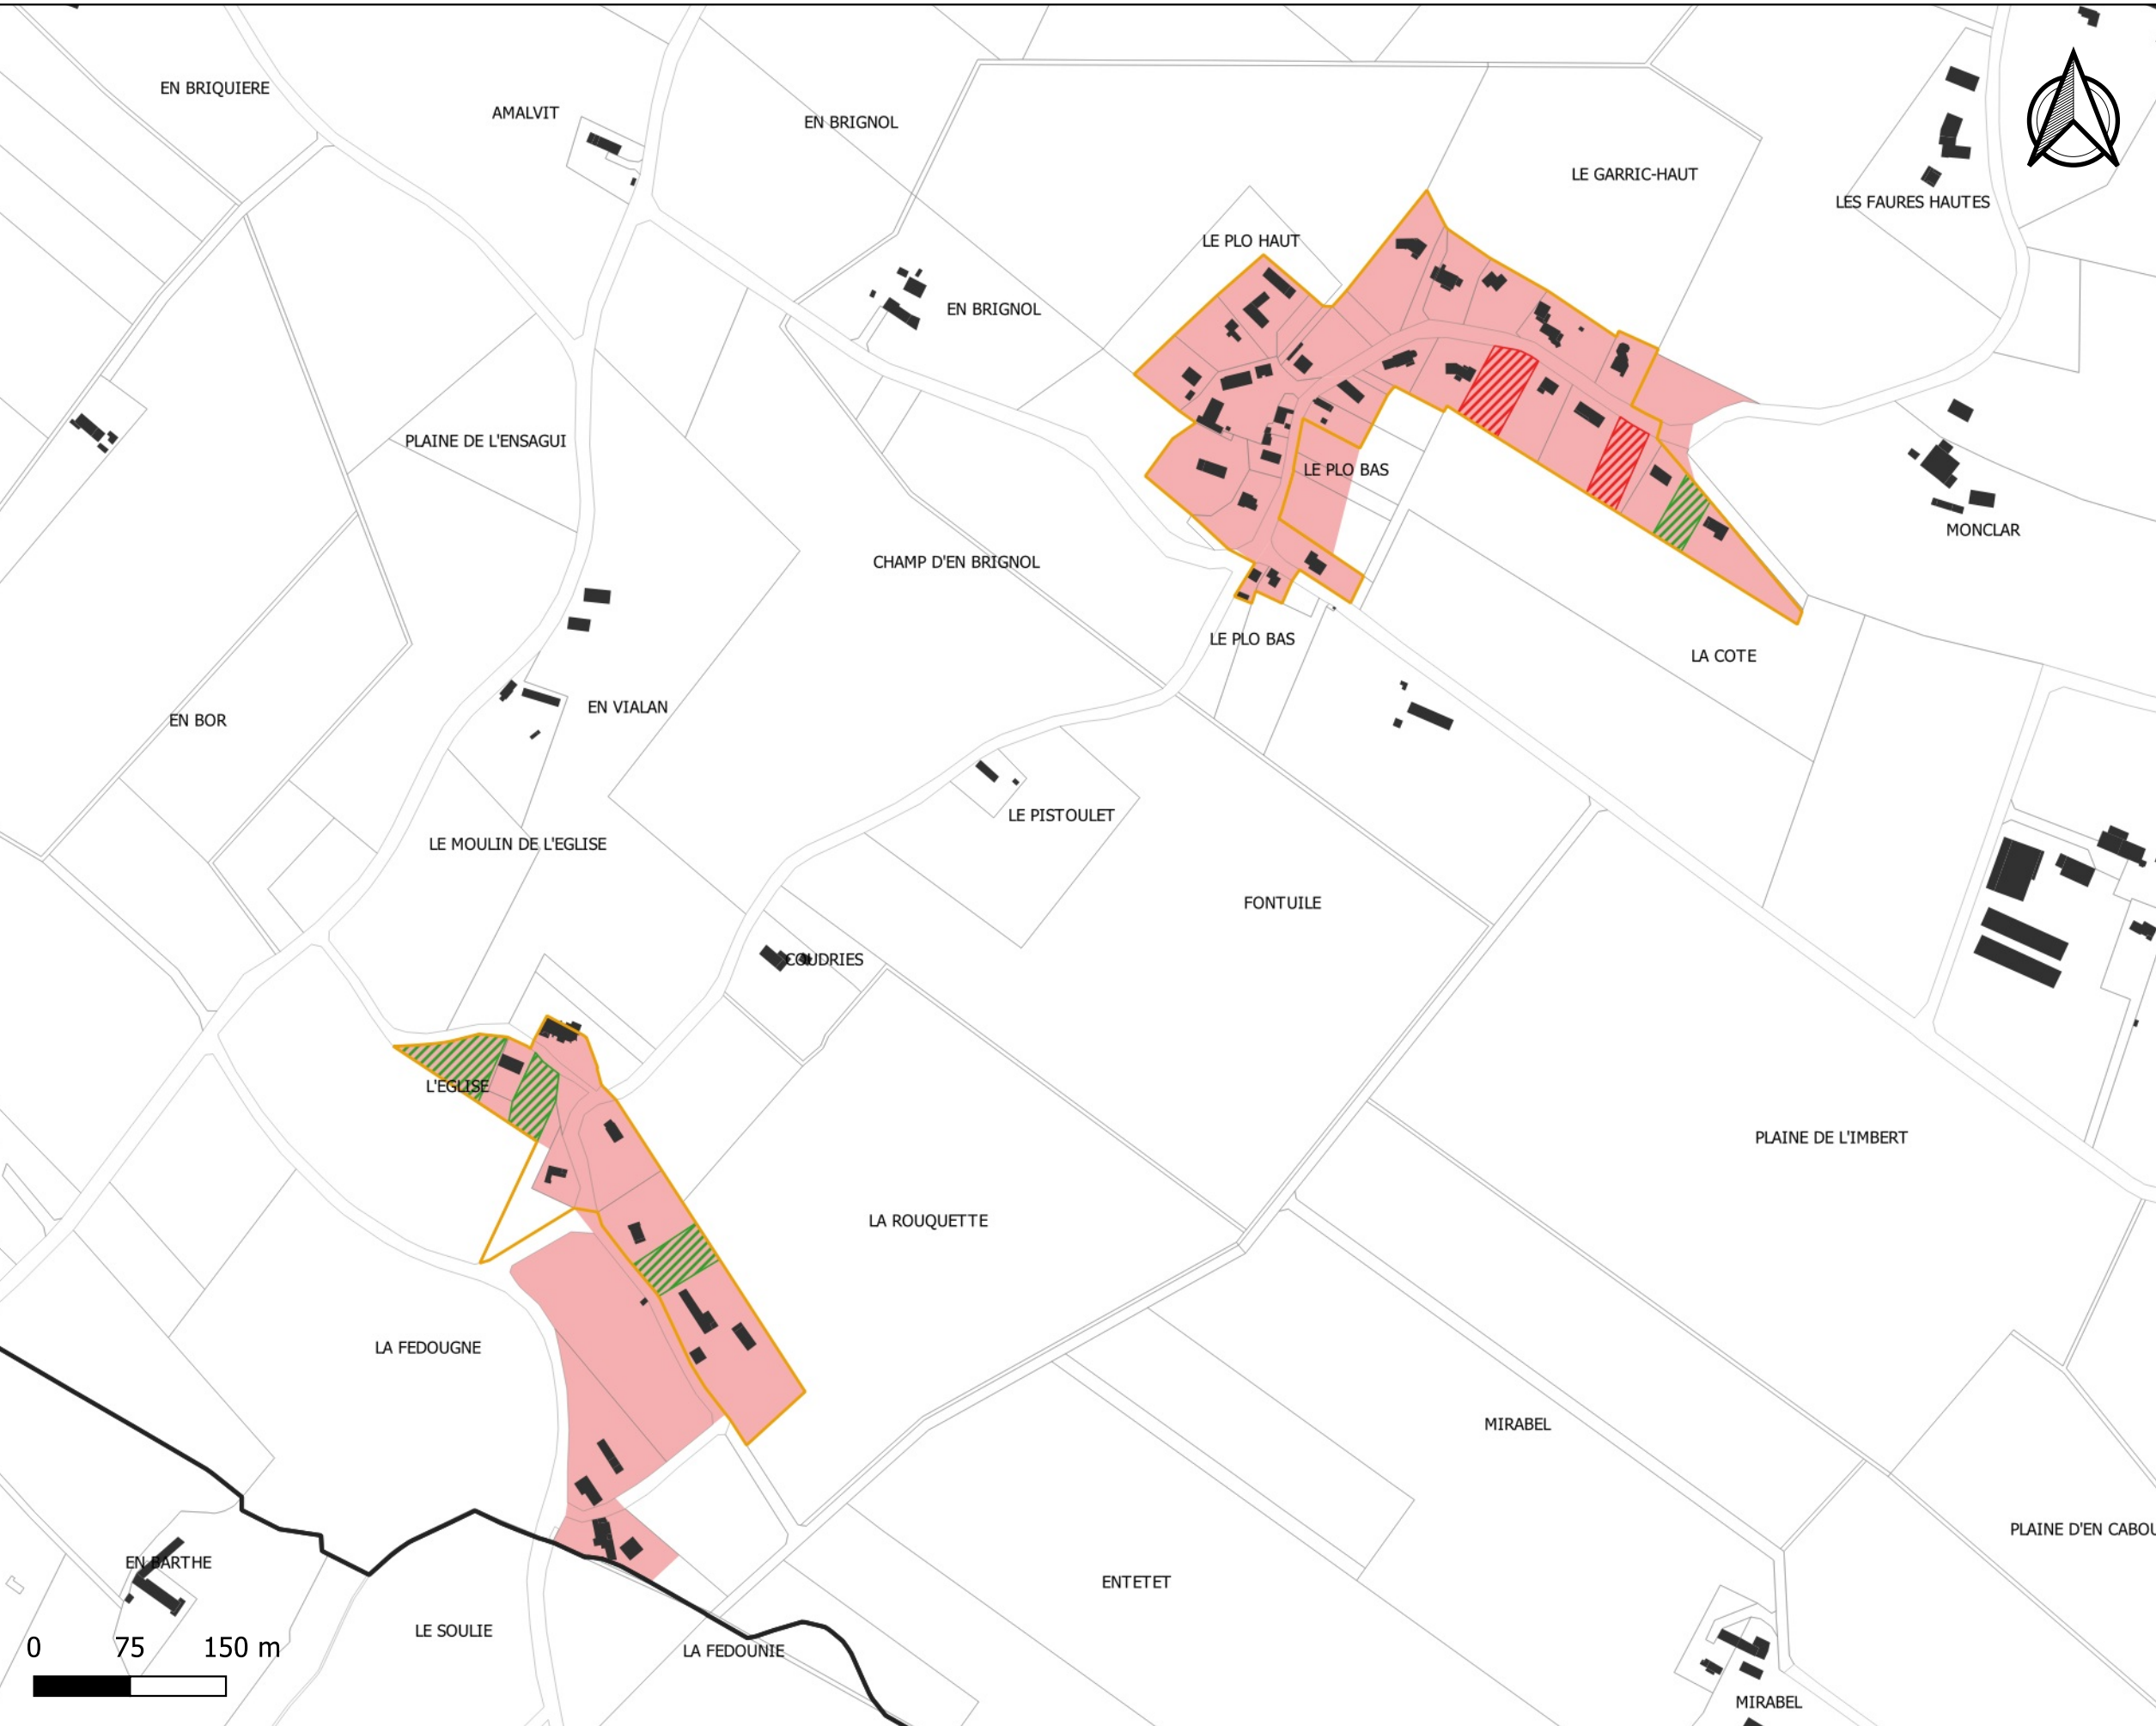 EN BRIQUIERE
AMALVIT
EN BRIGNOL
LE GARRIC-HAUT
LES FAURES HAUTES
LE PLO HAUT
EN BRIGNOL
PLAINE DE L'ENSAGUI
LE PLO BAS
MONCLAR
CHAMP D'EN BRIGNOL
LE PLO BAS
LA COTE
EN BOR
EN VIALAN
LE PISTOULET
LE MOULIN DE L'EGLISE
FONTUILE
COUDRIES
L'EGLISE
PLAINE DE L'IMBERT
LA ROUQUETTE
LA FEDOUGNE
MIRABEL
PLAINE D'EN CABOU
EN BARTHE
ENTETET
LE SOULIE
LA FEDOUNIE
0 75 150 m
MIRABEL